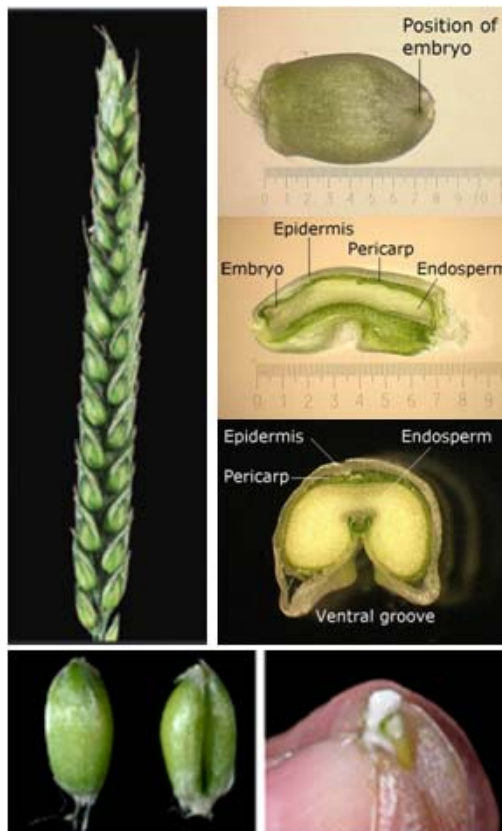 Position of
embryo
0 1 2 3 4 5 6 7 8 9 10
Epidermis
Pericarp
Embryo
Endosperm
0 1 2 3 4 5 6 7 8 9
Epidermis
Endosperm
Pericarp
Ventral groove